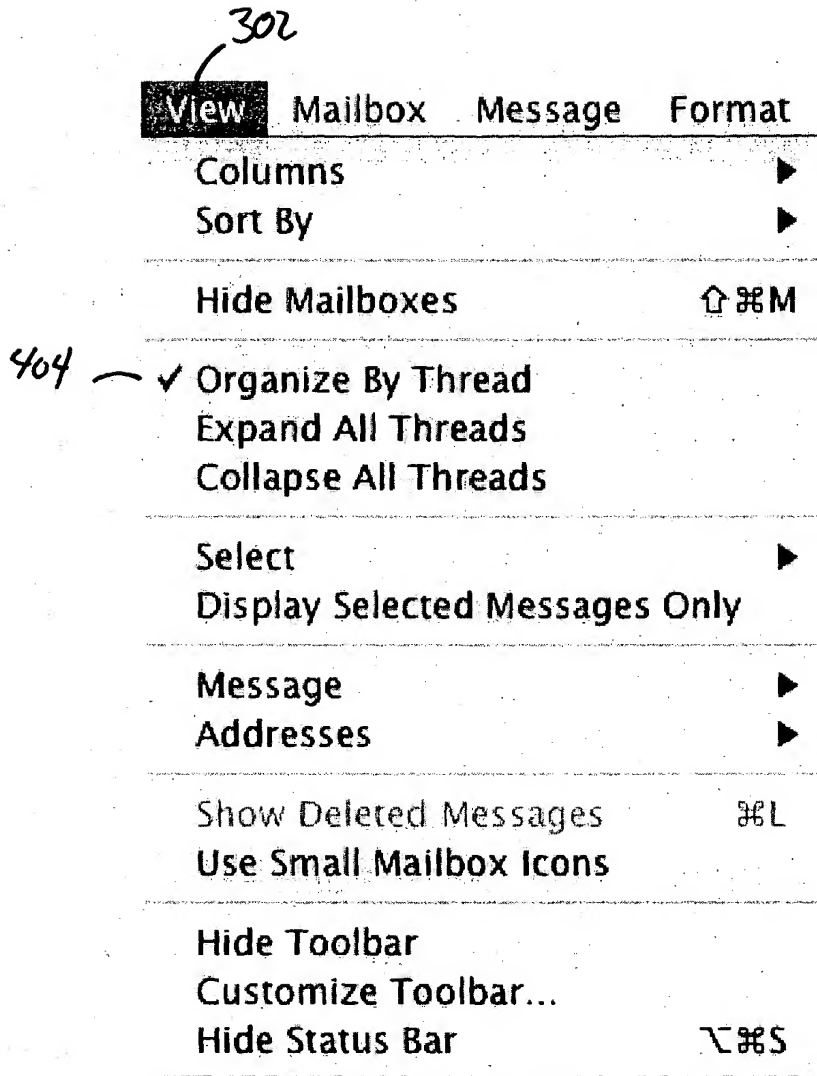 302
View Mailbox Message Format
Columns ▶
Sort By ▶
Hide Mailboxes ⇧⌘M
404 ✓ Organize By Thread
Expand All Threads
Collapse All Threads
Select ▶
Display Selected Messages Only
Message ▶
Addresses ▶
Show Deleted Messages ⌘L
Use Small Mailbox Icons
Hide Toolbar
Customize Toolbar...
Hide Status Bar ⌥⌘S